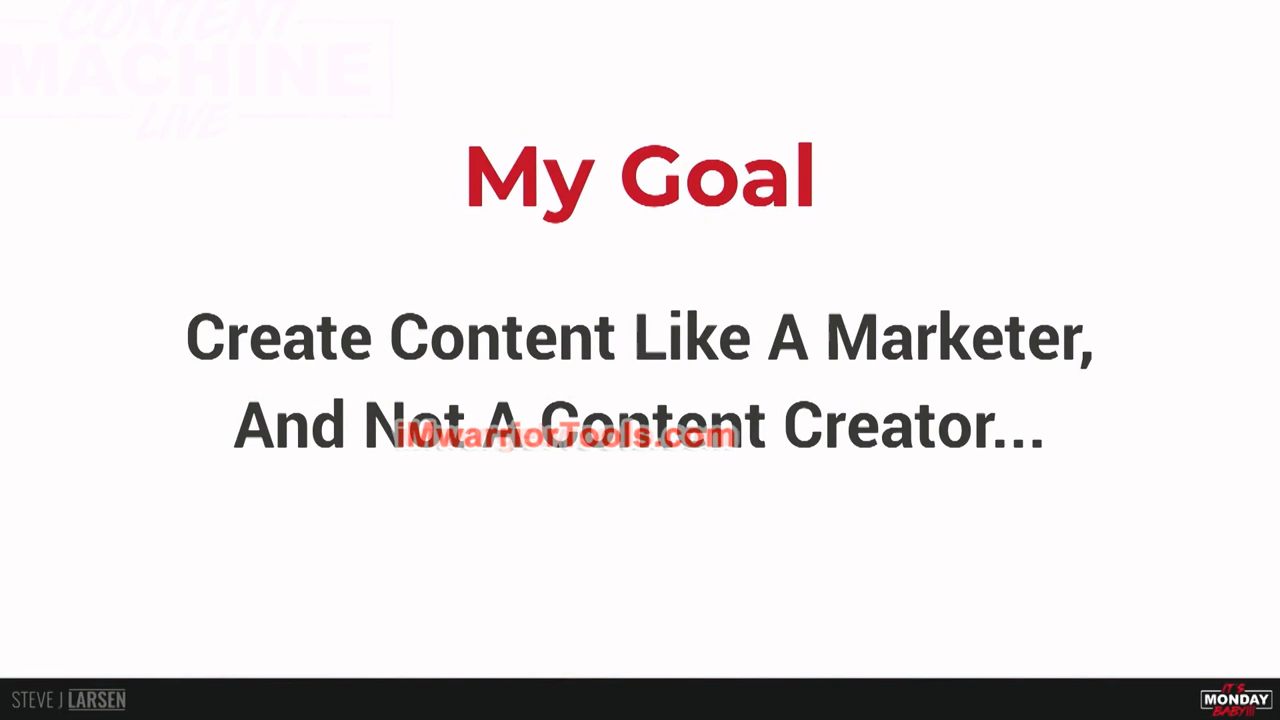 CONTENT
MACHINE
LIVE
My Goal
Create Content Like A Marketer,
And Not A Content Creator...
iMwarriorTools.com
STEVE J LARSEN
IT'S
MONDAY
BABY!!!